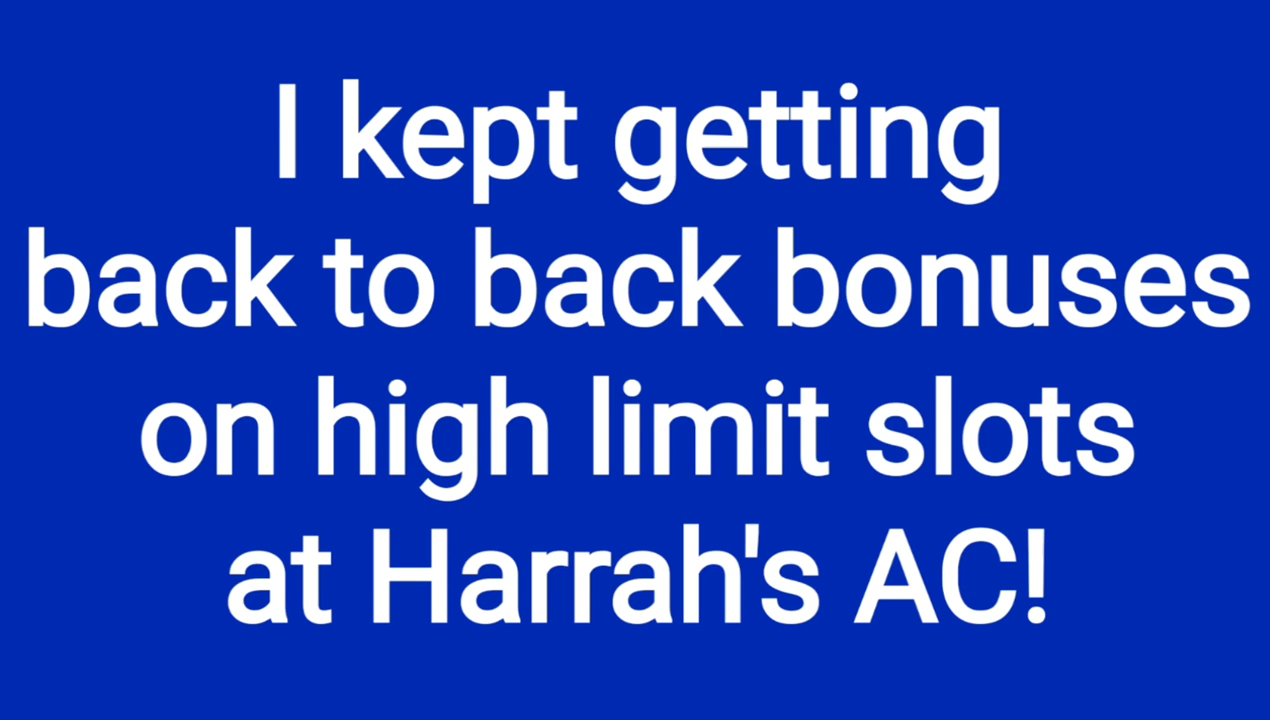 I kept getting
back to back bonuses
on high limit slots
at Harrah's AC!